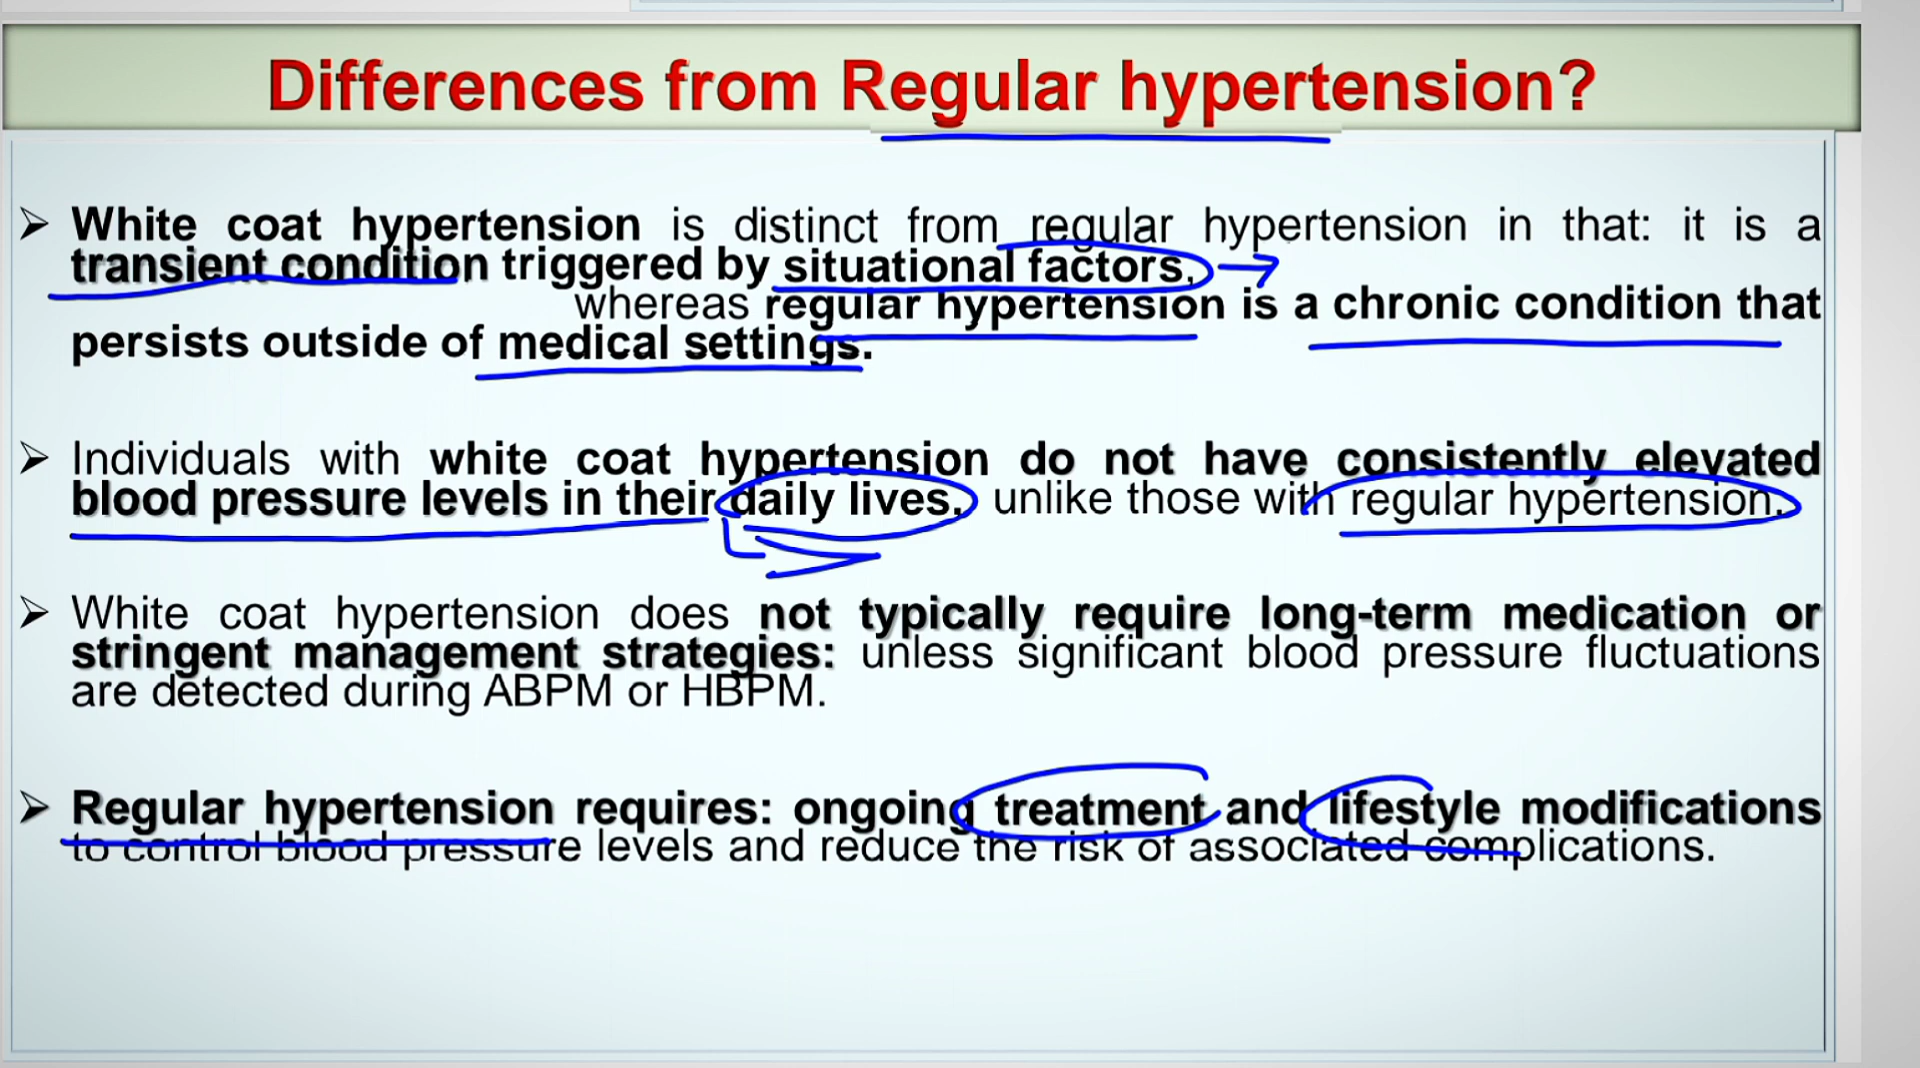 Differences from Regular hypertension?
White coat hypertension is distinct from regular hypertension in that: it is a
transient condition triggered by situational factors,
whereas regular hypertension is a chronic condition that
persists outside of medical settings.
Individuals with white coat hypertension do not have consistently elevated
blood pressure levels in their daily lives, unlike those with regular hypertension.
White coat hypertension does not typically require long-term medication or
stringent management strategies: unless significant blood pressure fluctuations
are detected during ABPM or HBPM.
Regular hypertension requires: ongoing treatment and lifestyle modifications
to control blood pressure levels and reduce the risk of associated complications.